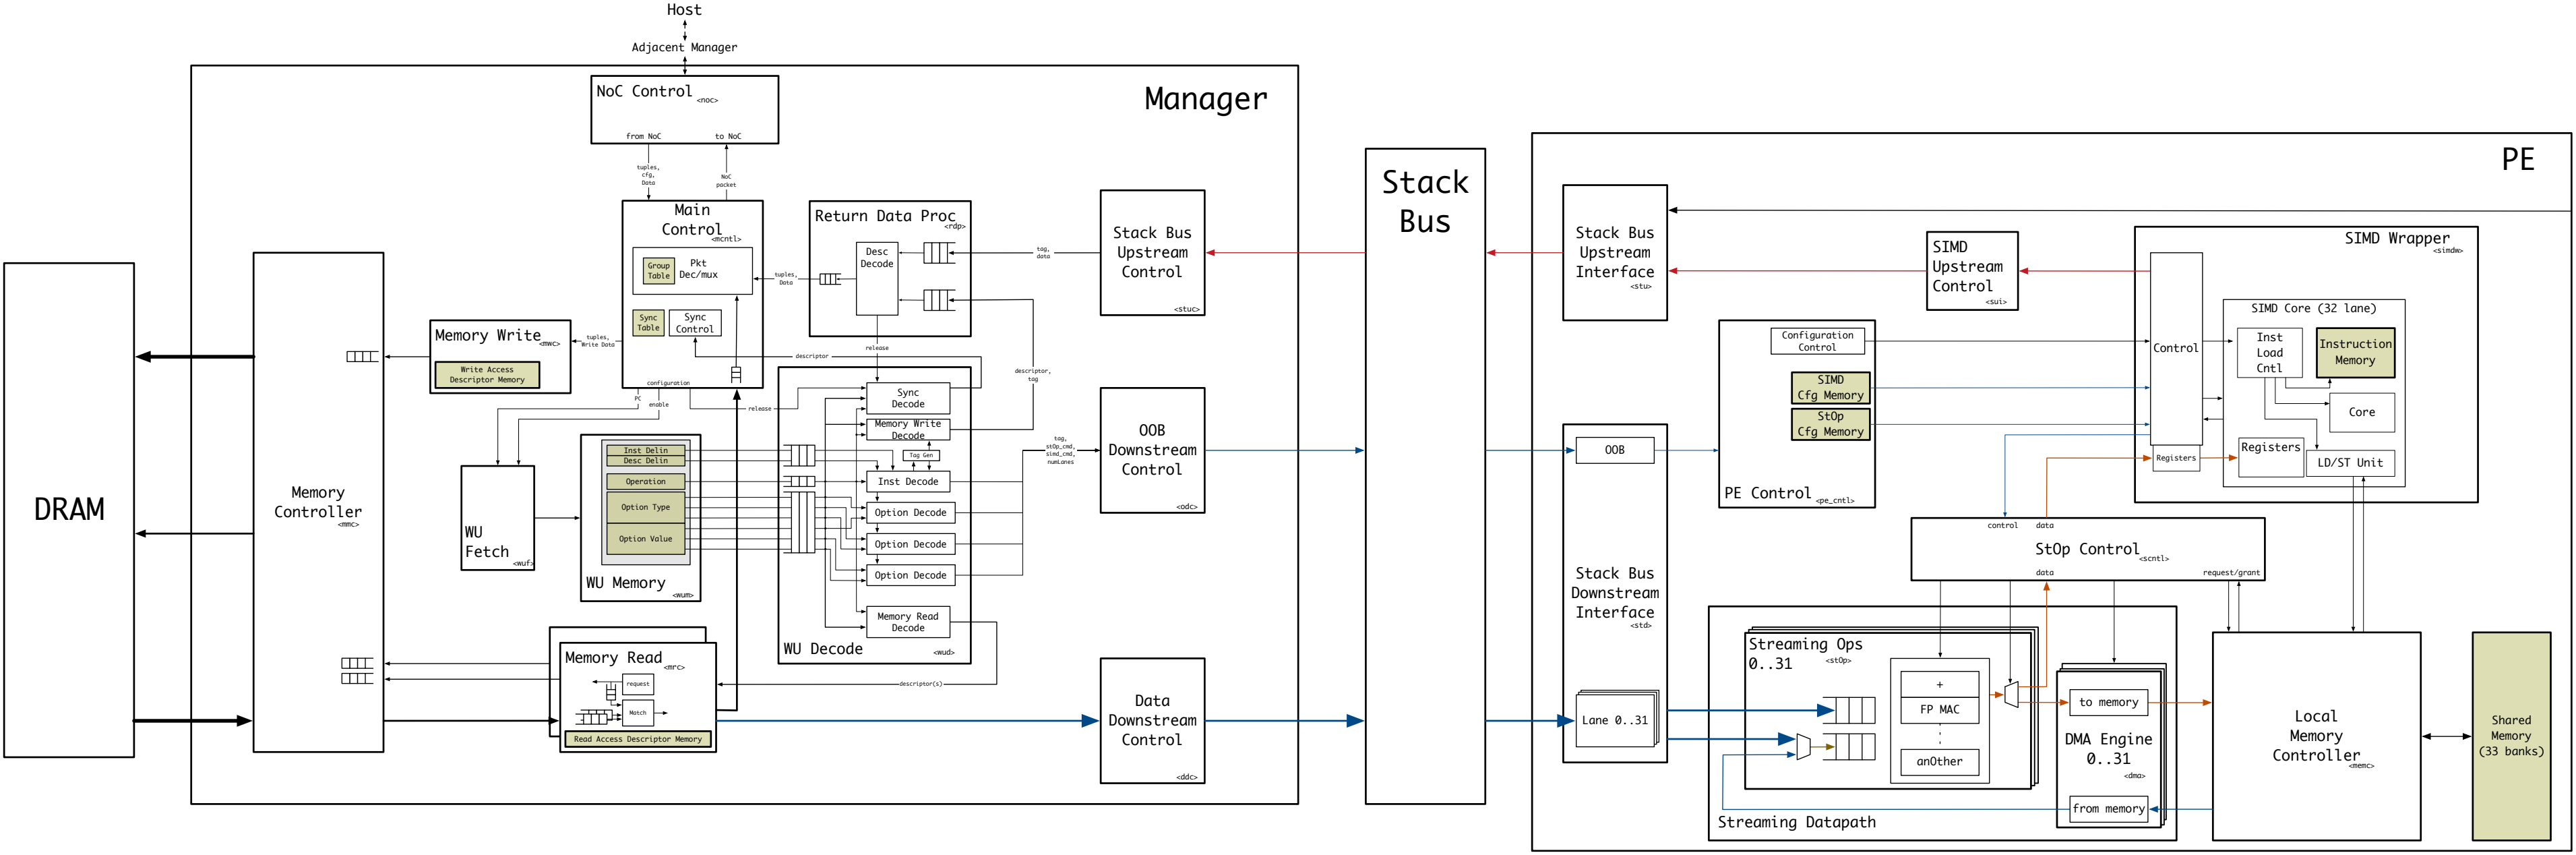 Host
Adjacent Manager
Manager
NoC Control
<noc>
from NoC
to NoC
tuples,
cfg,
Data
NoC
packet
Main
Control
<mcntl>
Group
Table
Pkt
Dec/mux
Sync
Table
Sync
Control
configuration
PC
enable
release
tuples,
Data
Return Data Proc
<rdp>
Desc
Decode
release
tag,
data
descriptor
descriptor,
tag
Stack Bus
Upstream
Control
<stuc>
Memory Write
<mwc>
Write Access
Descriptor Memory
tuples,
Write Data
DRAM
Memory
Controller
<mmc>
WU
Fetch
<wuf>
Inst Delin
Desc Delin
Operation
Option Type
Option Value
WU Memory
<wum>
Sync
Decode
Memory Write
Decode
Tag Gen
Inst Decode
Option Decode
Option Decode
Option Decode
Memory Read
Decode
WU Decode
<wud>
tag,
stOp_cmd,
simd_cmd,
numLanes
OOB
Downstream
Control
<odc>
Memory Read
<mrc>
request
Match
Read Access Descriptor Memory
descriptor(s)
Data
Downstream
Control
<ddc>
Stack
Bus
PE
Stack Bus
Upstream
Interface
<stu>
SIMD
Upstream
Control
<sui>
SIMD Wrapper
<simdw>
Control
Registers
SIMD Core (32 lane)
Inst
Load
Cntl
Instruction
Memory
Core
Registers
LD/ST Unit
Configuration
Control
SIMD
Cfg Memory
StOp
Cfg Memory
PE Control
<pe_cntl>
OOB
Stack Bus
Downstream
Interface
<std>
Lane 0..31
control
data
StOp Control
<scntl>
data
request/grant
Streaming Ops
0..31
<stOp>
+
FP MAC
anOther
to memory
DMA Engine
0..31
<dma>
from memory
Streaming Datapath
Local
Memory
Controller
<memc>
Shared
Memory
(33 banks)